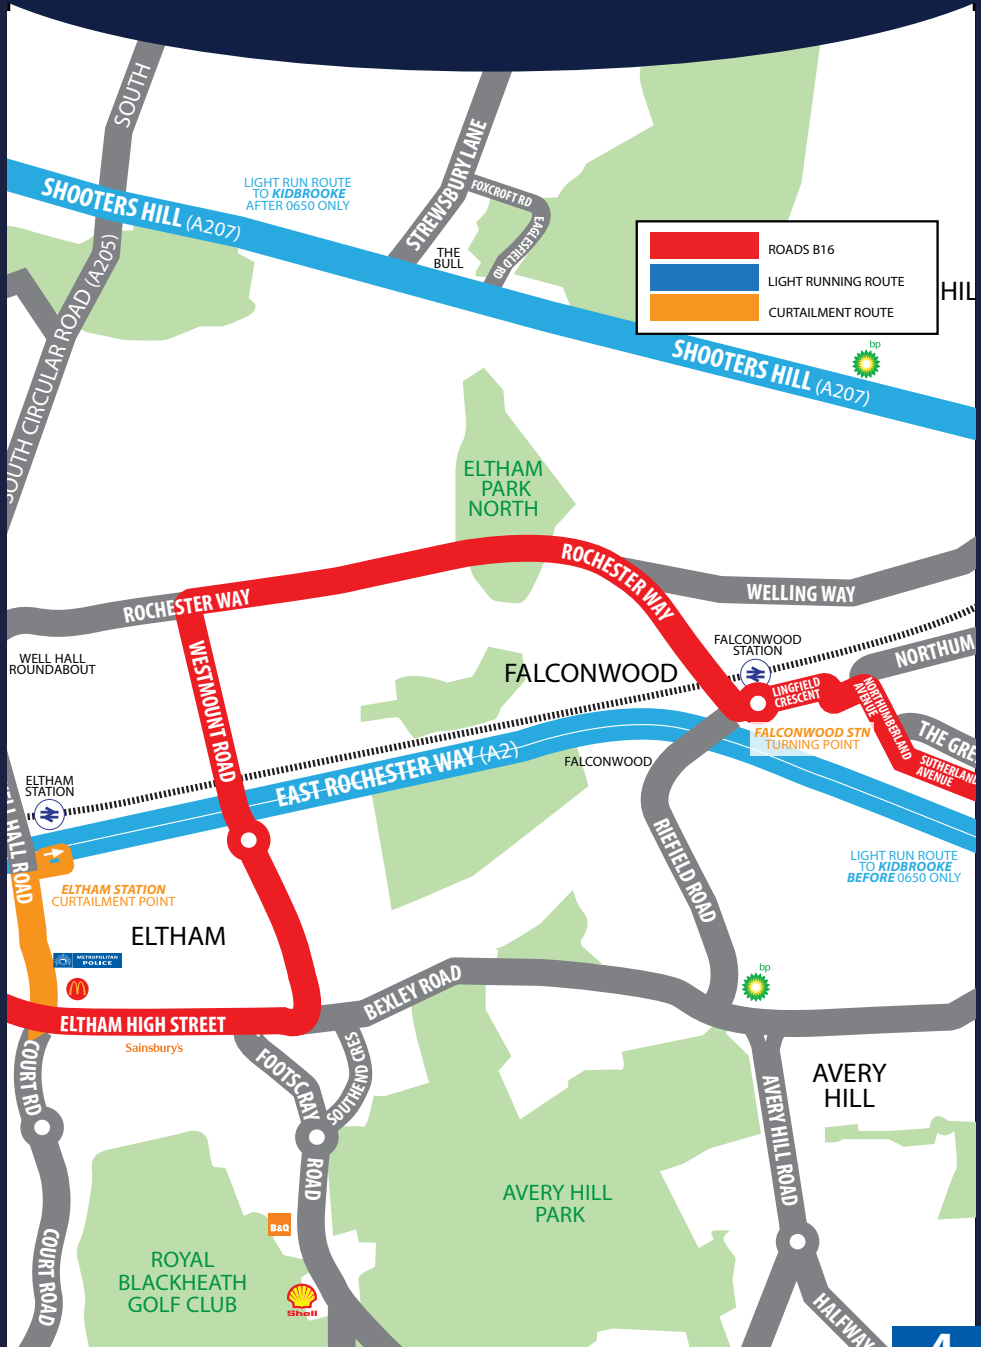 SOUTH
SHOOTERS HILL (A207)
LIGHT RUN ROUTE
TO KIDBROOKE
AFTER 0650 ONLY
STREWSBURY LANE
FOXCROFT RD
EAGLESFIELD RD
THE
BULL
ROADS B16
LIGHT RUNNING ROUTE
CURTAILMENT ROUTE
HIL
SOUTH CIRCULAR ROAD (A205)
bp
SHOOTERS HILL (A207)
ELTHAM
PARK
NORTH
ROCHESTER WAY
ROCHESTER WAY
WELLING WAY
WELL HALL
ROUNDABOUT
WESTMOUNT ROAD
FALCONWOOD
FALCONWOOD
STATION
NORTHUM
LINGFIELD
CRESCENT
NORTHUMBERLAND
AVENUE
FALCONWOOD STN
TURNING POINT
THE GRE
SUTHERLAND
AVENUE
EAST ROCHESTER WAY (A2)
FALCONWOOD
ELTHAM
STATION
ELL HALL ROAD
RIEFIELD ROAD
LIGHT RUN ROUTE
TO KIDBROOKE
BEFORE 0650 ONLY
ELTHAM STATION
CURTAILMENT POINT
ELTHAM
METROPOLITAN
POLICE
BEXLEY ROAD
bp
ELTHAM HIGH STREET
Sainsbury's
COURT RD
FOOTSCRAY
SOUTHEND CRES
ROAD
AVERY
HILL
AVERY HILL ROAD
AVERY HILL
PARK
B&Q
COURT ROAD
ROYAL
BLACKHEATH
GOLF CLUB
Shell
HALFWAY